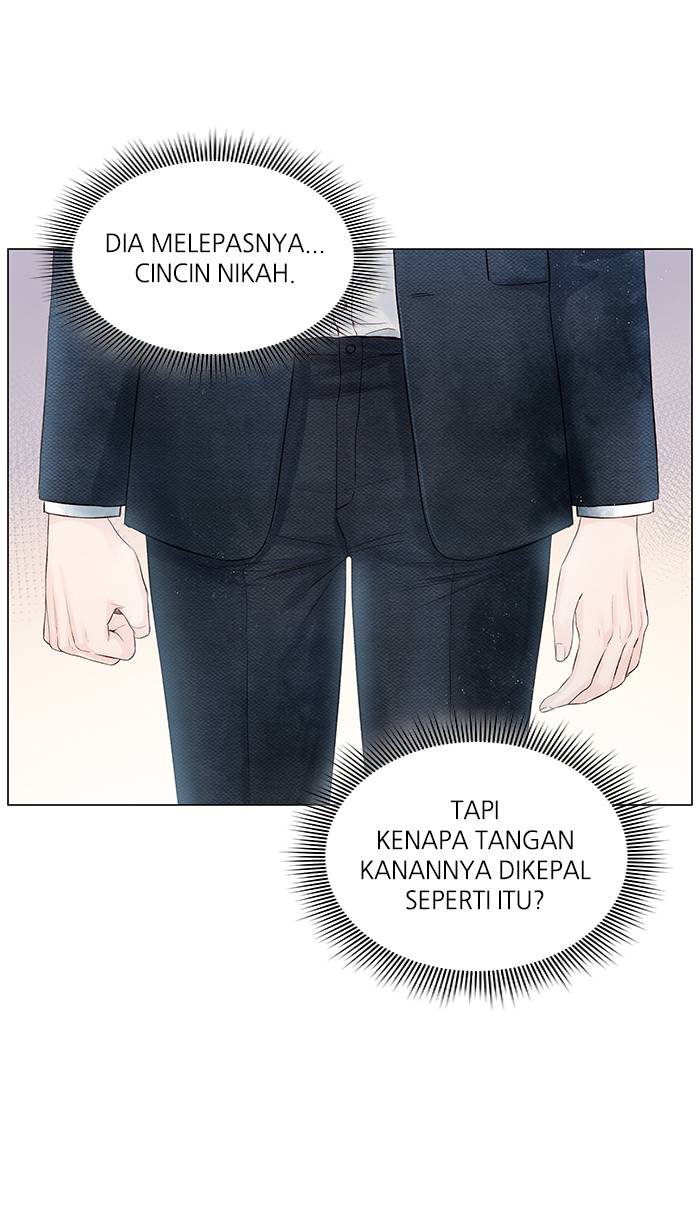 DIA MELEPASNYA...
CINCIN NIKAH.
TAPI
KENAPA TANGAN
KANANNYA DIKEPAL
SEPERTI ITU?